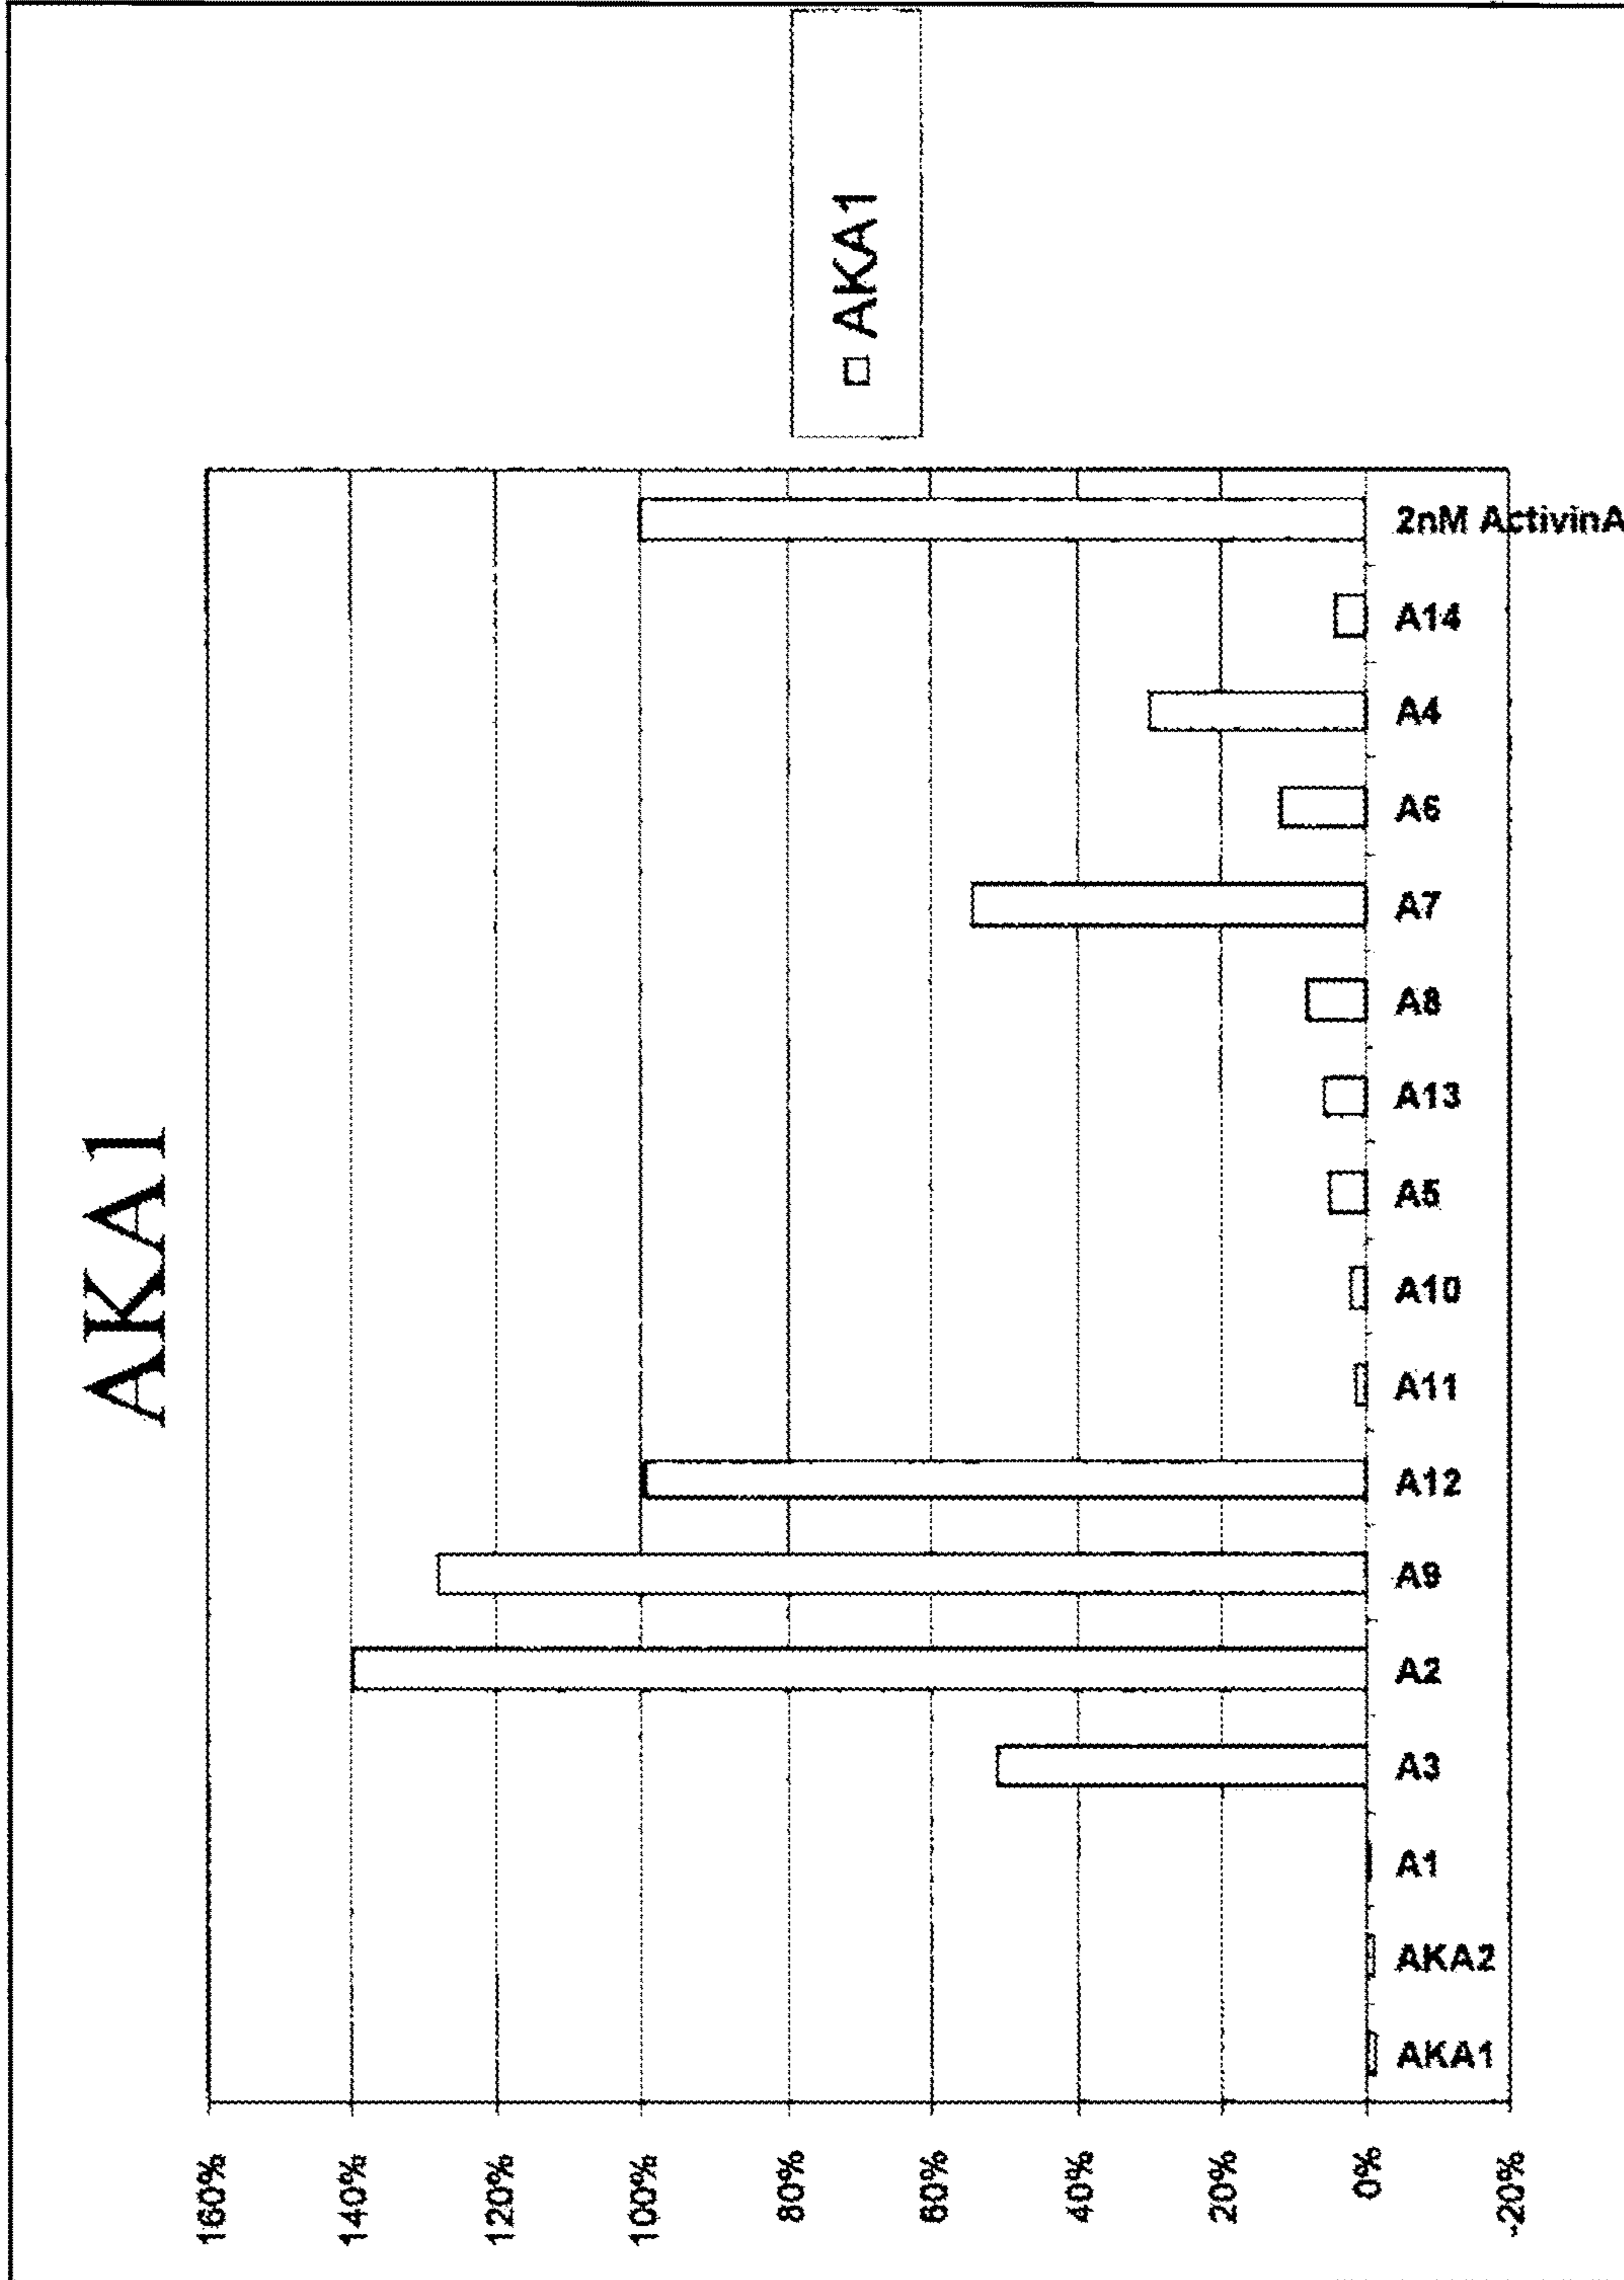 AKA1
160%
140%
120%
100%
80%
60%
40%
20%
0%
-20%
AKA1
AKA2
A1
A3
A2
A9
A12
A11
A10
A5
A13
A8
A7
A6
A4
A14
2nM ActivinA
AKA1